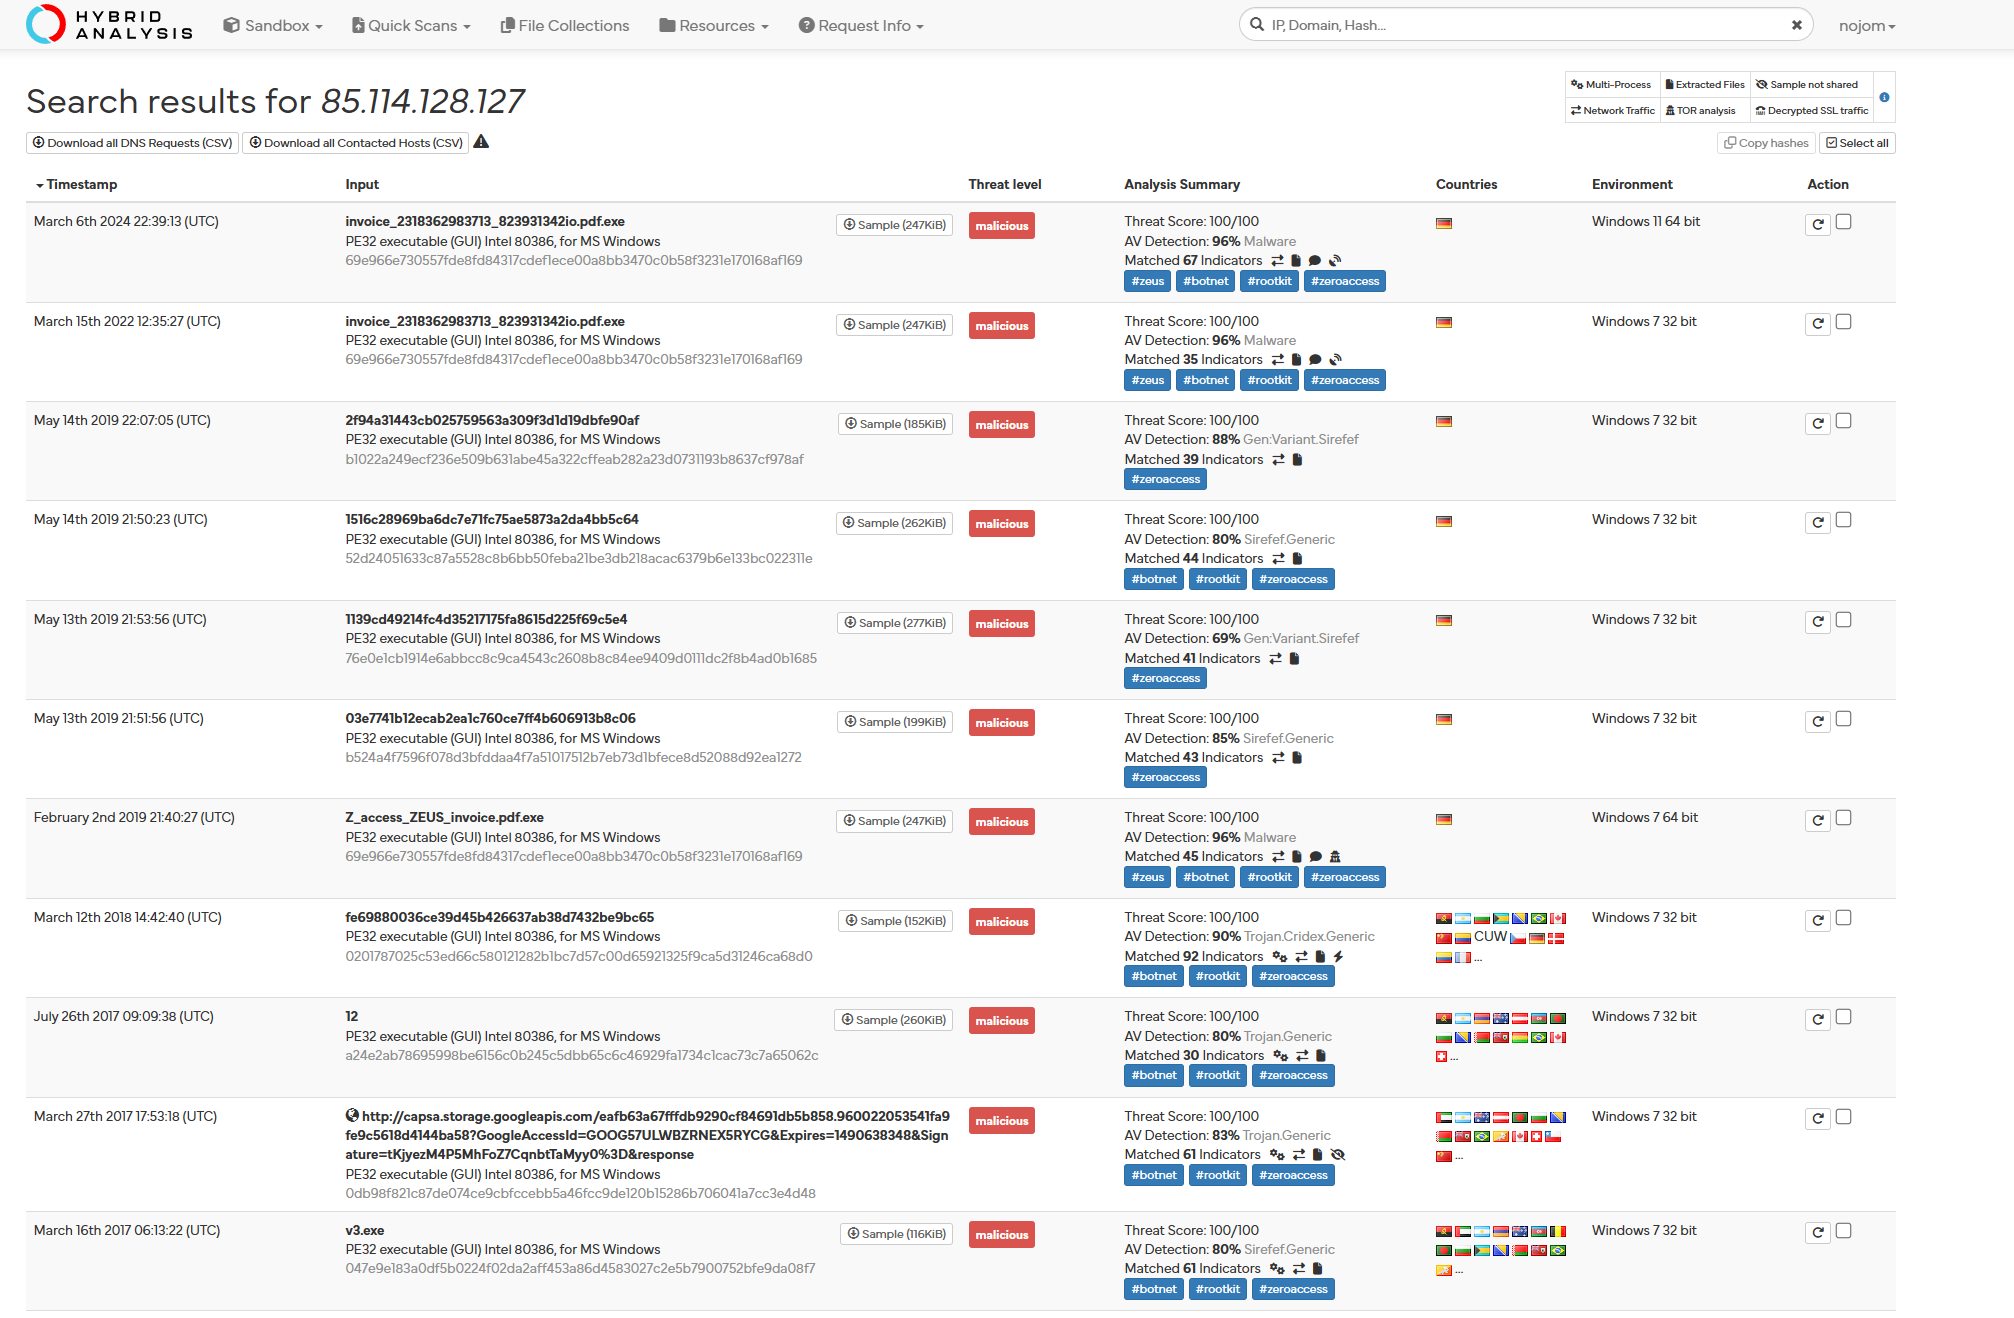 HYBRID ANALYSIS
Sandbox
Quick Scans
File Collections
Resources
Request Info
IP, Domain, Hash...
nojom
Search results for 85.114.128.127
Multi-Process
Extracted Files
Sample not shared
Network Traffic
TOR analysis
Decrypted SSL traffic
Download all DNS Requests (CSV)
Download all Contacted Hosts (CSV)
Copy hashes
Select all
Timestamp Input Threat level Analysis Summary Countries Environment Action
March 6th 2024 22:39:13 (UTC)
invoice_2318362983713_823931342io.pdf.exe
PE32 executable (GUI) Intel 80386, for MS Windows
69e966e730557fde8fd84317cdef1ece00a8bb3470c0b58f3231e170168af169
Sample (247KiB)
malicious
Threat Score: 100/100
AV Detection: 96% Malware
Matched 67 Indicators
#zeus #botnet #rootkit #zeroaccess
Windows 11 64 bit
March 15th 2022 12:35:27 (UTC)
invoice_2318362983713_823931342io.pdf.exe
PE32 executable (GUI) Intel 80386, for MS Windows
69e966e730557fde8fd84317cdef1ece00a8bb3470c0b58f3231e170168af169
Sample (247KiB)
malicious
Threat Score: 100/100
AV Detection: 96% Malware
Matched 35 Indicators
#zeus #botnet #rootkit #zeroaccess
Windows 7 32 bit
May 14th 2019 22:07:05 (UTC)
2f94a31443cb025759563a309f3d1d19dbfe90af
PE32 executable (GUI) Intel 80386, for MS Windows
b1022a249ecf236e509b631abe45a322cffeab282a23d0731193b8637cf978af
Sample (185KiB)
malicious
Threat Score: 100/100
AV Detection: 88% Gen:Variant.Sirefef
Matched 39 Indicators
#zeroaccess
Windows 7 32 bit
May 14th 2019 21:50:23 (UTC)
1516c28969ba6dc7e71fc75ae5873a2da4bb5c64
PE32 executable (GUI) Intel 80386, for MS Windows
52d24051633c87a5528c8b6bb50feba21be3db218acac6379b6e133bc022311e
Sample (262KiB)
malicious
Threat Score: 100/100
AV Detection: 80% Sirefef.Generic
Matched 44 Indicators
#botnet #rootkit #zeroaccess
Windows 7 32 bit
May 13th 2019 21:53:56 (UTC)
1139cd49214fc4d35217175fa8615d225f69c5e4
PE32 executable (GUI) Intel 80386, for MS Windows
76e0e1cb1914e6abbcc8c9ca4543c2608b8c84ee9409d0111dc2f8b4ad0b1685
Sample (277KiB)
malicious
Threat Score: 100/100
AV Detection: 69% Gen:Variant.Sirefef
Matched 41 Indicators
#zeroaccess
Windows 7 32 bit
May 13th 2019 21:51:56 (UTC)
03e7741b12ecab2ea1c760ce7ff4b606913b8c06
PE32 executable (GUI) Intel 80386, for MS Windows
b524a4f7596f078d3bfddaa4f7a51017512b7eb73d1bfece8d52088d92ea1272
Sample (199KiB)
malicious
Threat Score: 100/100
AV Detection: 85% Sirefef.Generic
Matched 43 Indicators
#zeroaccess
Windows 7 32 bit
February 2nd 2019 21:40:27 (UTC)
Z_access_ZEUS_invoice.pdf.exe
PE32 executable (GUI) Intel 80386, for MS Windows
69e966e730557fde8fd84317cdef1ece00a8bb3470c0b58f3231e170168af169
Sample (247KiB)
malicious
Threat Score: 100/100
AV Detection: 96% Malware
Matched 45 Indicators
#zeus #botnet #rootkit #zeroaccess
Windows 7 64 bit
March 12th 2018 14:42:40 (UTC)
fe69880036ce39d45b426637ab38d7432be9bc65
PE32 executable (GUI) Intel 80386, for MS Windows
0201787025c53ed66c580121282b1bc7d57c00d65921325f9ca5d31246ca68d0
Sample (152KiB)
malicious
Threat Score: 100/100
AV Detection: 90% Trojan.Cridex.Generic
Matched 92 Indicators
#botnet #rootkit #zeroaccess
CUW
...
Windows 7 32 bit
July 26th 2017 09:09:38 (UTC)
12
PE32 executable (GUI) Intel 80386, for MS Windows
a24e2ab78695998be6156c0b245c5dbb65c6c46929fa1734c1cac73c7a65062c
Sample (260KiB)
malicious
Threat Score: 100/100
AV Detection: 80% Trojan.Generic
Matched 30 Indicators
#botnet #rootkit #zeroaccess
...
Windows 7 32 bit
March 27th 2017 17:53:18 (UTC)
http://capsa.storage.googleapis.com/eafb63a67fffdb9290cf84691db5b858.960022053541fa9
fe9c5618d4144ba58?GoogleAccessId=GOOG57ULWBZRNEX5RYCG&Expires=1490638348&Sign
ature=tKjyezM4P5MhFoZ7CqnbtTaMyy0%3D&response
PE32 executable (GUI) Intel 80386, for MS Windows
0db98f821c87de074ce9cbfccebb5a46fcc9de120b15286b706041a7cc3e4d48
malicious
Threat Score: 100/100
AV Detection: 83% Trojan.Generic
Matched 61 Indicators
#botnet #rootkit #zeroaccess
...
Windows 7 32 bit
March 16th 2017 06:13:22 (UTC)
v3.exe
PE32 executable (GUI) Intel 80386, for MS Windows
047e9e183a0df5b0224f02da2aff453a86d4583027c2e5b7900752bfe9da08f7
Sample (116KiB)
malicious
Threat Score: 100/100
AV Detection: 80% Sirefef.Generic
Matched 61 Indicators
#botnet #rootkit #zeroaccess
...
Windows 7 32 bit